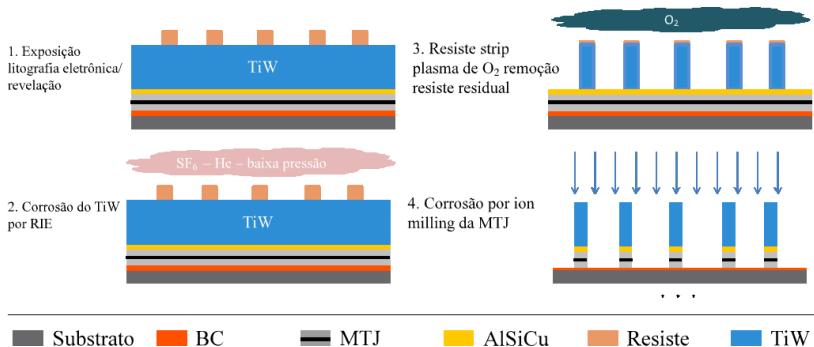 1. Exposição
litografia eletrônica/
revelação
TiW
3. Resiste strip
plasma de O₂ remoção
resiste residual
O₂
2. Corrosão do TiW
por RIE
SF₆ – He – baixa pressão
TiW
4. Corrosão por ion
milling da MTJ
Substrato BC MTJ AlSiCu Resiste TiW